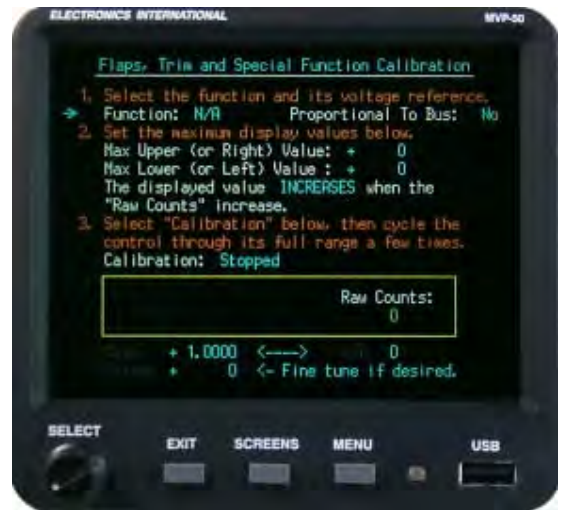 ELECTRONICS INTERNATIONAL MVP-50
Flaps, Trim and Special Function Calibration
1. Select the function and its voltage reference.
Function: N/A Proportional To Bus: No
2. Set the maximum display values below.
Max Upper (or Right) Value: + 0
Max Lower (or Left) Value : + 0
The displayed value INCREASES when the
"Raw Counts" increase.
3. Select "Calibration" below, then cycle the
control through its full range a few times.
Calibration: Stopped
Raw Counts:
0
+ 1.0000 <----> 0
+ 0 <- Fine tune if desired.
SELECT EXIT SCREENS MENU USB